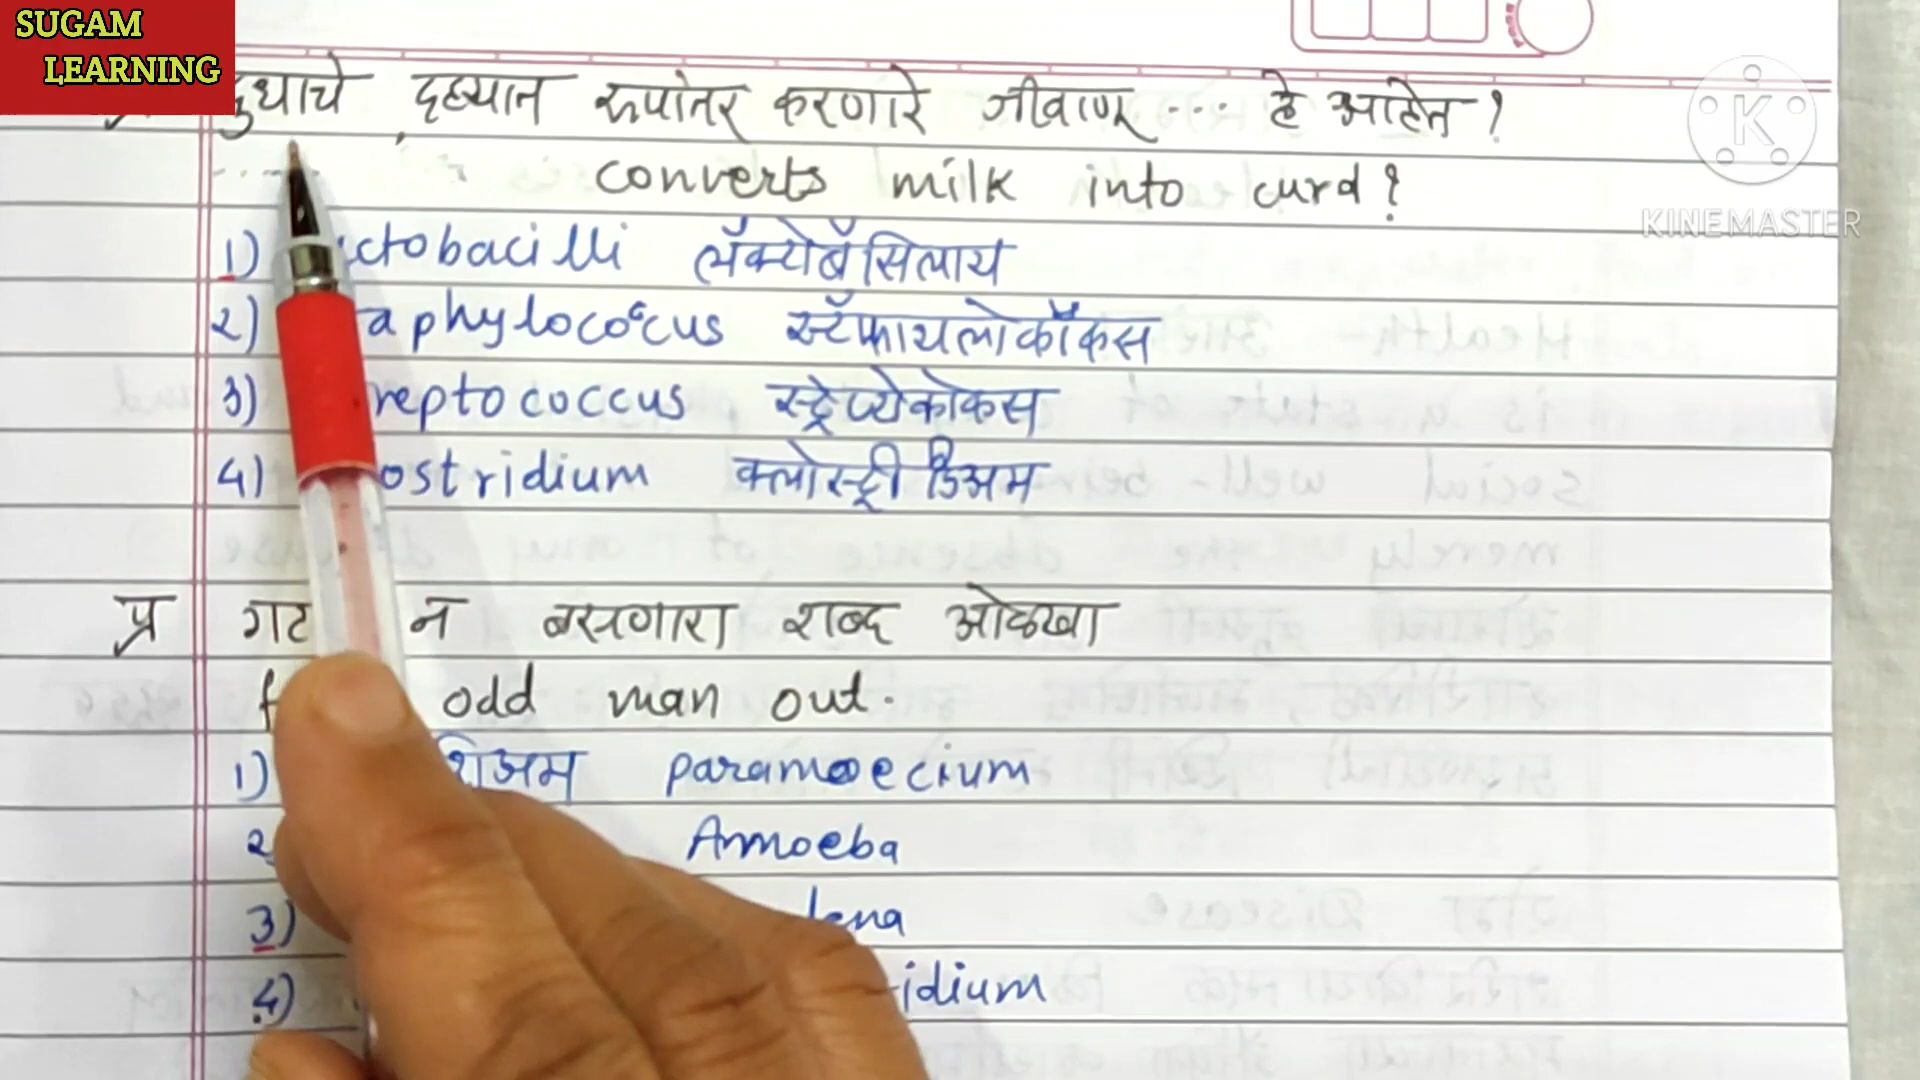 SUGAM
LEARNING
दुधाचे दह्यात रूपांतर करणारे जीवाणू ... हे आहेत ?
converts milk into curd ?
KINEMASTER
1) ctobacilli लॅक्टोबॅसिलाय
2) aphylococcus स्टॅफायलोकॉकस
3) reptococcus स्ट्रेप्टोकोकस
4) ostridium क्लोस्ट्रीडिअम
प्र गट न बसणारा शब्द ओळखा
f odd man out.
1) शिअम paramoecium
2 Amoeba
3)
4) idium